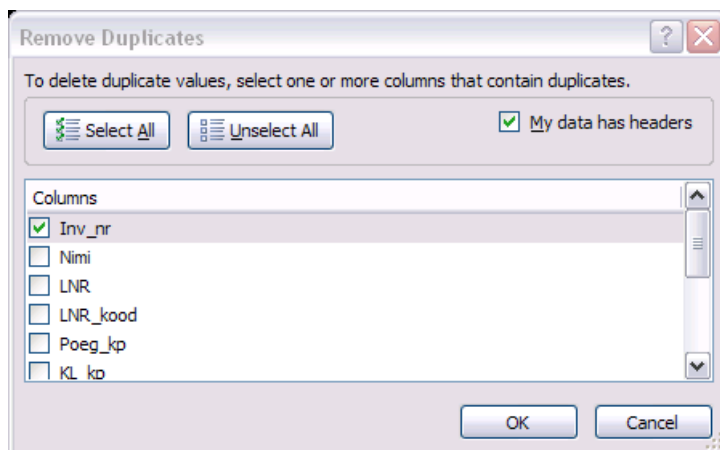 Remove Duplicates
To delete duplicate values, select one or more columns that contain duplicates.
Select All
Unselect All
My data has headers
Columns
Inv_nr
Nimi
LNR
LNR_kood
Poeg_kp
KL_kp
OK
Cancel